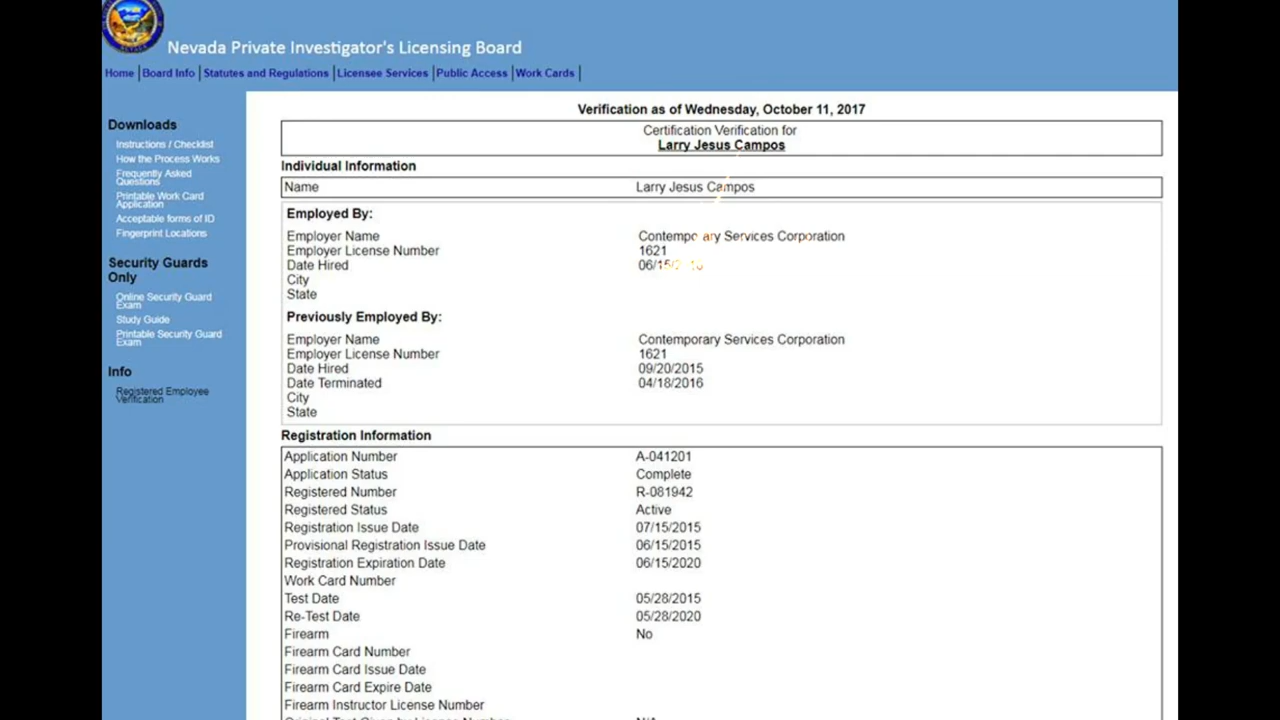 Nevada Private Investigator's Licensing Board
Home Board Info Statutes and Regulations Licensee Services Public Access Work Cards
Downloads
Instructions / Checklist
How the Process Works
Frequently Asked
Questions
Printable Work Card
Application
Acceptable forms of ID
Fingerprint Locations
Security Guards
Only
Online Security Guard
Exam
Study Guide
Printable Security Guard
Exam
Info
Registered Employee
Verification
Verification as of Wednesday, October 11, 2017
Certification Verification for
Larry Jesus Campos
Individual Information
Name Larry Jesus Campos
Employed By:
Employer Name Contemporary Services Corporation
Employer License Number 1621
Date Hired
City
State
Previously Employed By:
Employer Name Contemporary Services Corporation
Employer License Number 1621
Date Hired 09/20/2015
Date Terminated 04/18/2016
City
State
Registration Information
Application Number A-041201
Application Status Complete
Registered Number R-081942
Registered Status Active
Registration Issue Date 07/15/2015
Provisional Registration Issue Date 06/15/2015
Registration Expiration Date 06/15/2020
Work Card Number
Test Date 05/28/2015
Re-Test Date 05/28/2020
Firearm No
Firearm Card Number
Firearm Card Issue Date
Firearm Card Expire Date
Firearm Instructor License Number